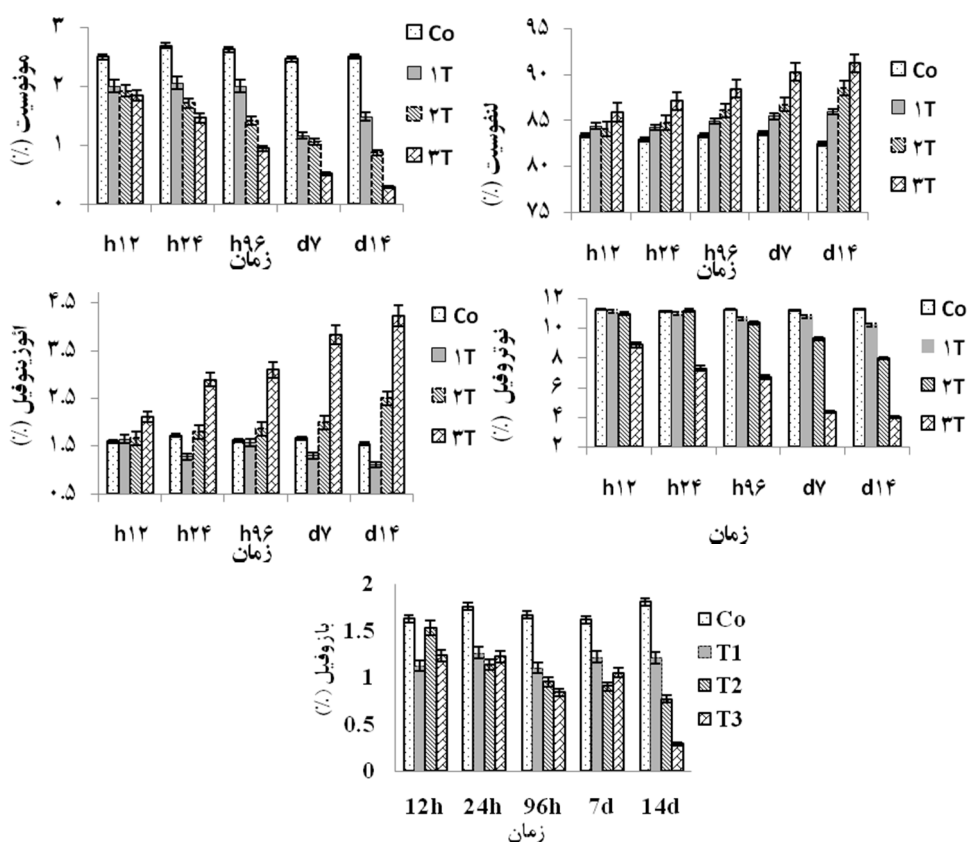 مونوسیت (%)
۳
۲
۱
۰
Co
۱T
۲T
۳T
h۱۲ h۲۴ h۹۶ d۷ d۱۴
زمان
لنفوسیت (%)
۹۵
۹۰
۸۵
۸۰
۷۵
Co
۱T
۲T
۳T
h۱۲ h۲۴ h۹۶ d۷ d۱۴
زمان
ائوزینوفیل (%)
۴.۵
۳.۵
۲.۵
۱.۵
۰.۵
Co
۱T
۲T
۳T
h۱۲ h۲۴ h۹۶ d۷ d۱۴
زمان
نوتروفیل (%)
۱۲
۱۰
۸
۶
۴
۲
Co
۱T
۲T
۳T
h۱۲ h۲۴ h۹۶ d۷ d۱۴
زمان
بازوفیل (%)
2
1.5
1
0.5
0
Co
T1
T2
T3
12h 24h 96h 7d 14d
زمان